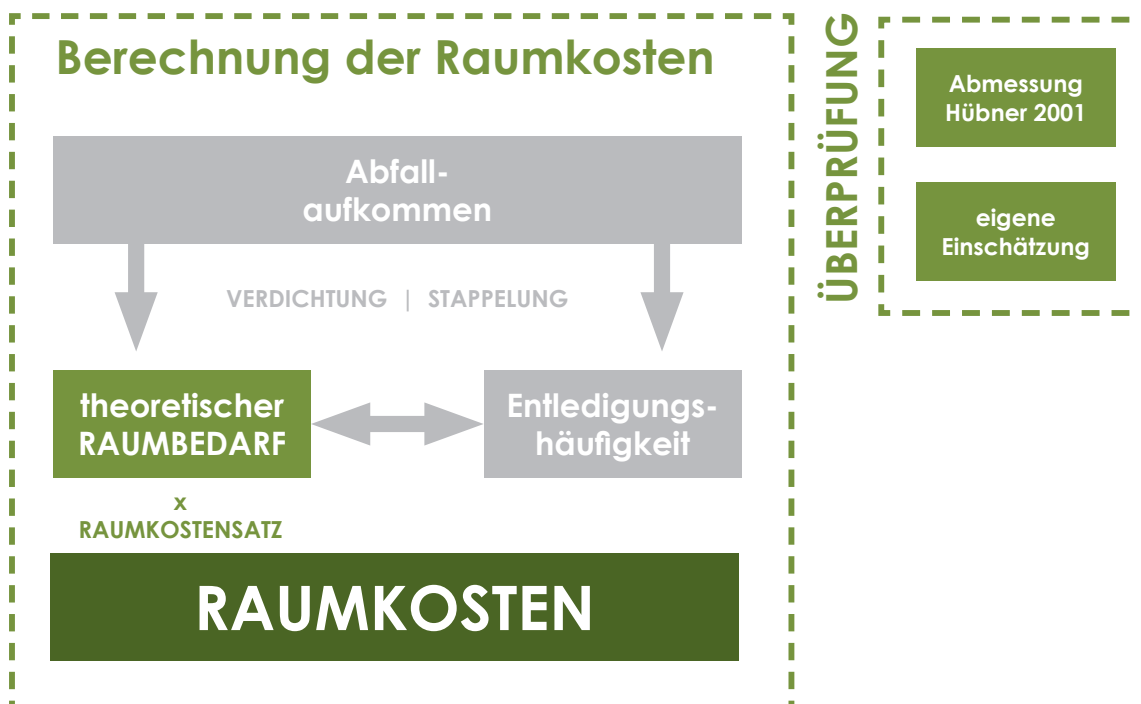 Berechnung der Raumkosten
Abfall-
aufkommen
VERDICHTUNG | STAPPELUNG
theoretischer
RAUMBEDARF
Entledigungs-
häufigkeit
x
RAUMKOSTENSATZ
RAUMKOSTEN
ÜBERPRÜFUNG
Abmessung
Hübner 2001
eigene
Einschätzung